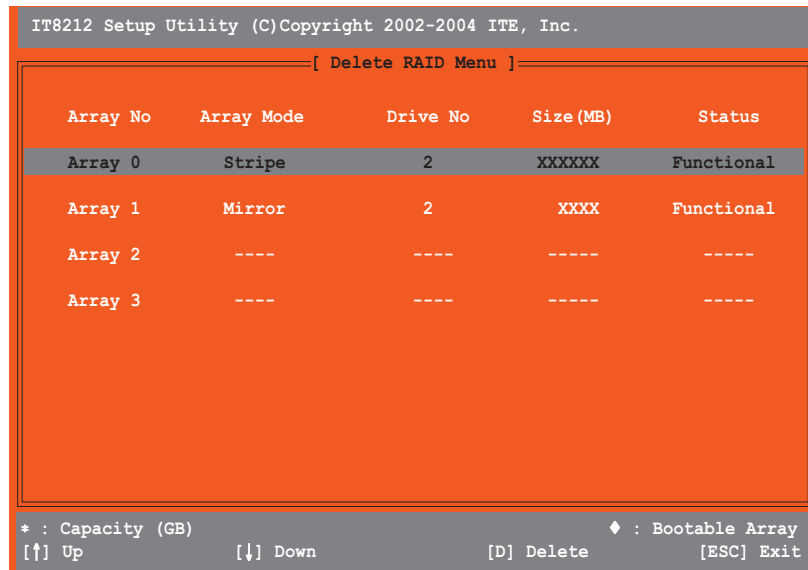 IT8212 Setup Utility (C)Copyright 2002-2004 ITE, Inc.
[ Delete RAID Menu ]
Array No Array Mode Drive No Size(MB) Status
Array 0 Stripe 2 XXXXXX Functional
Array 1 Mirror 2 XXXX Functional
Array 2 ---- ---- ----- -----
Array 3 ---- ---- ----- -----
* : Capacity (GB) ♦ : Bootable Array
[↑] Up [↓] Down [D] Delete [ESC] Exit